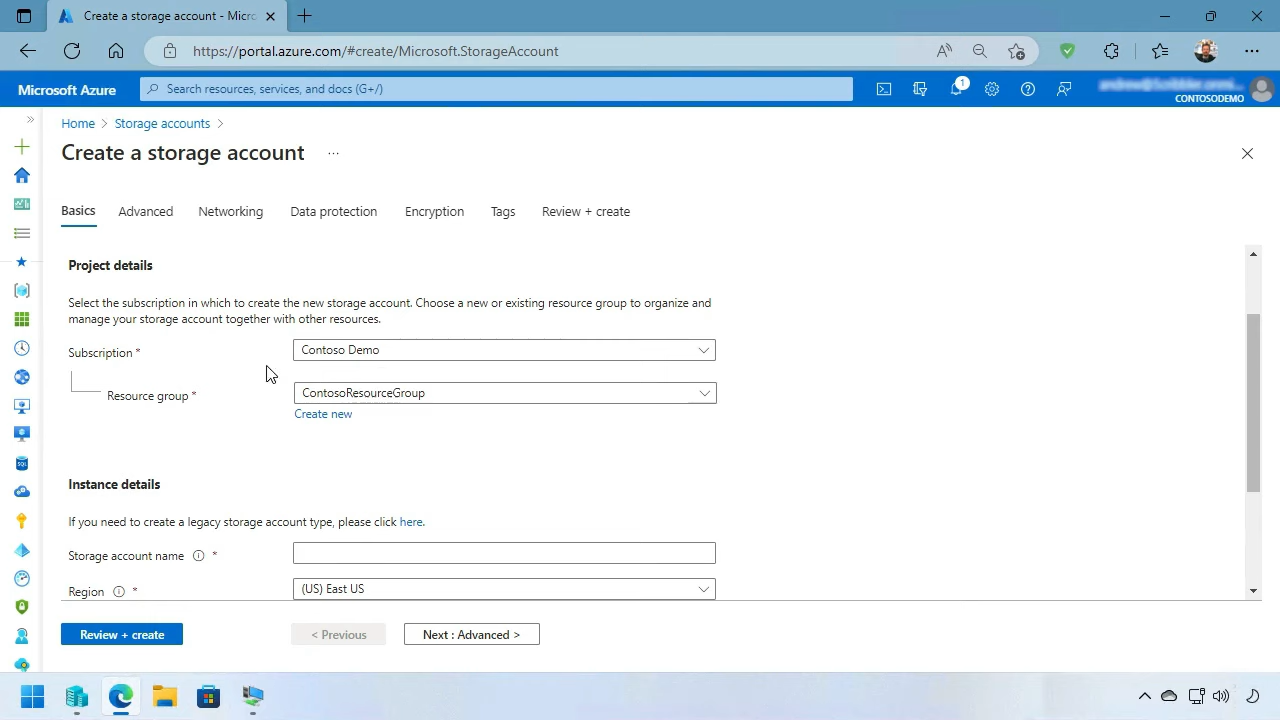 Create a storage account - Micro
https://portal.azure.com/#create/Microsoft.StorageAccount
Microsoft Azure
Search resources, services, and docs (G+/)
1
CONTOSODEMO
Home > Storage accounts >
Create a storage account ...
Basics Advanced Networking Data protection Encryption Tags Review + create
Project details
Select the subscription in which to create the new storage account. Choose a new or existing resource group to organize and
manage your storage account together with other resources.
Subscription * Contoso Demo
Resource group * ContosoResourceGroup
Create new
Instance details
If you need to create a legacy storage account type, please click here.
Storage account name *
Region * (US) East US
Review + create < Previous Next : Advanced >